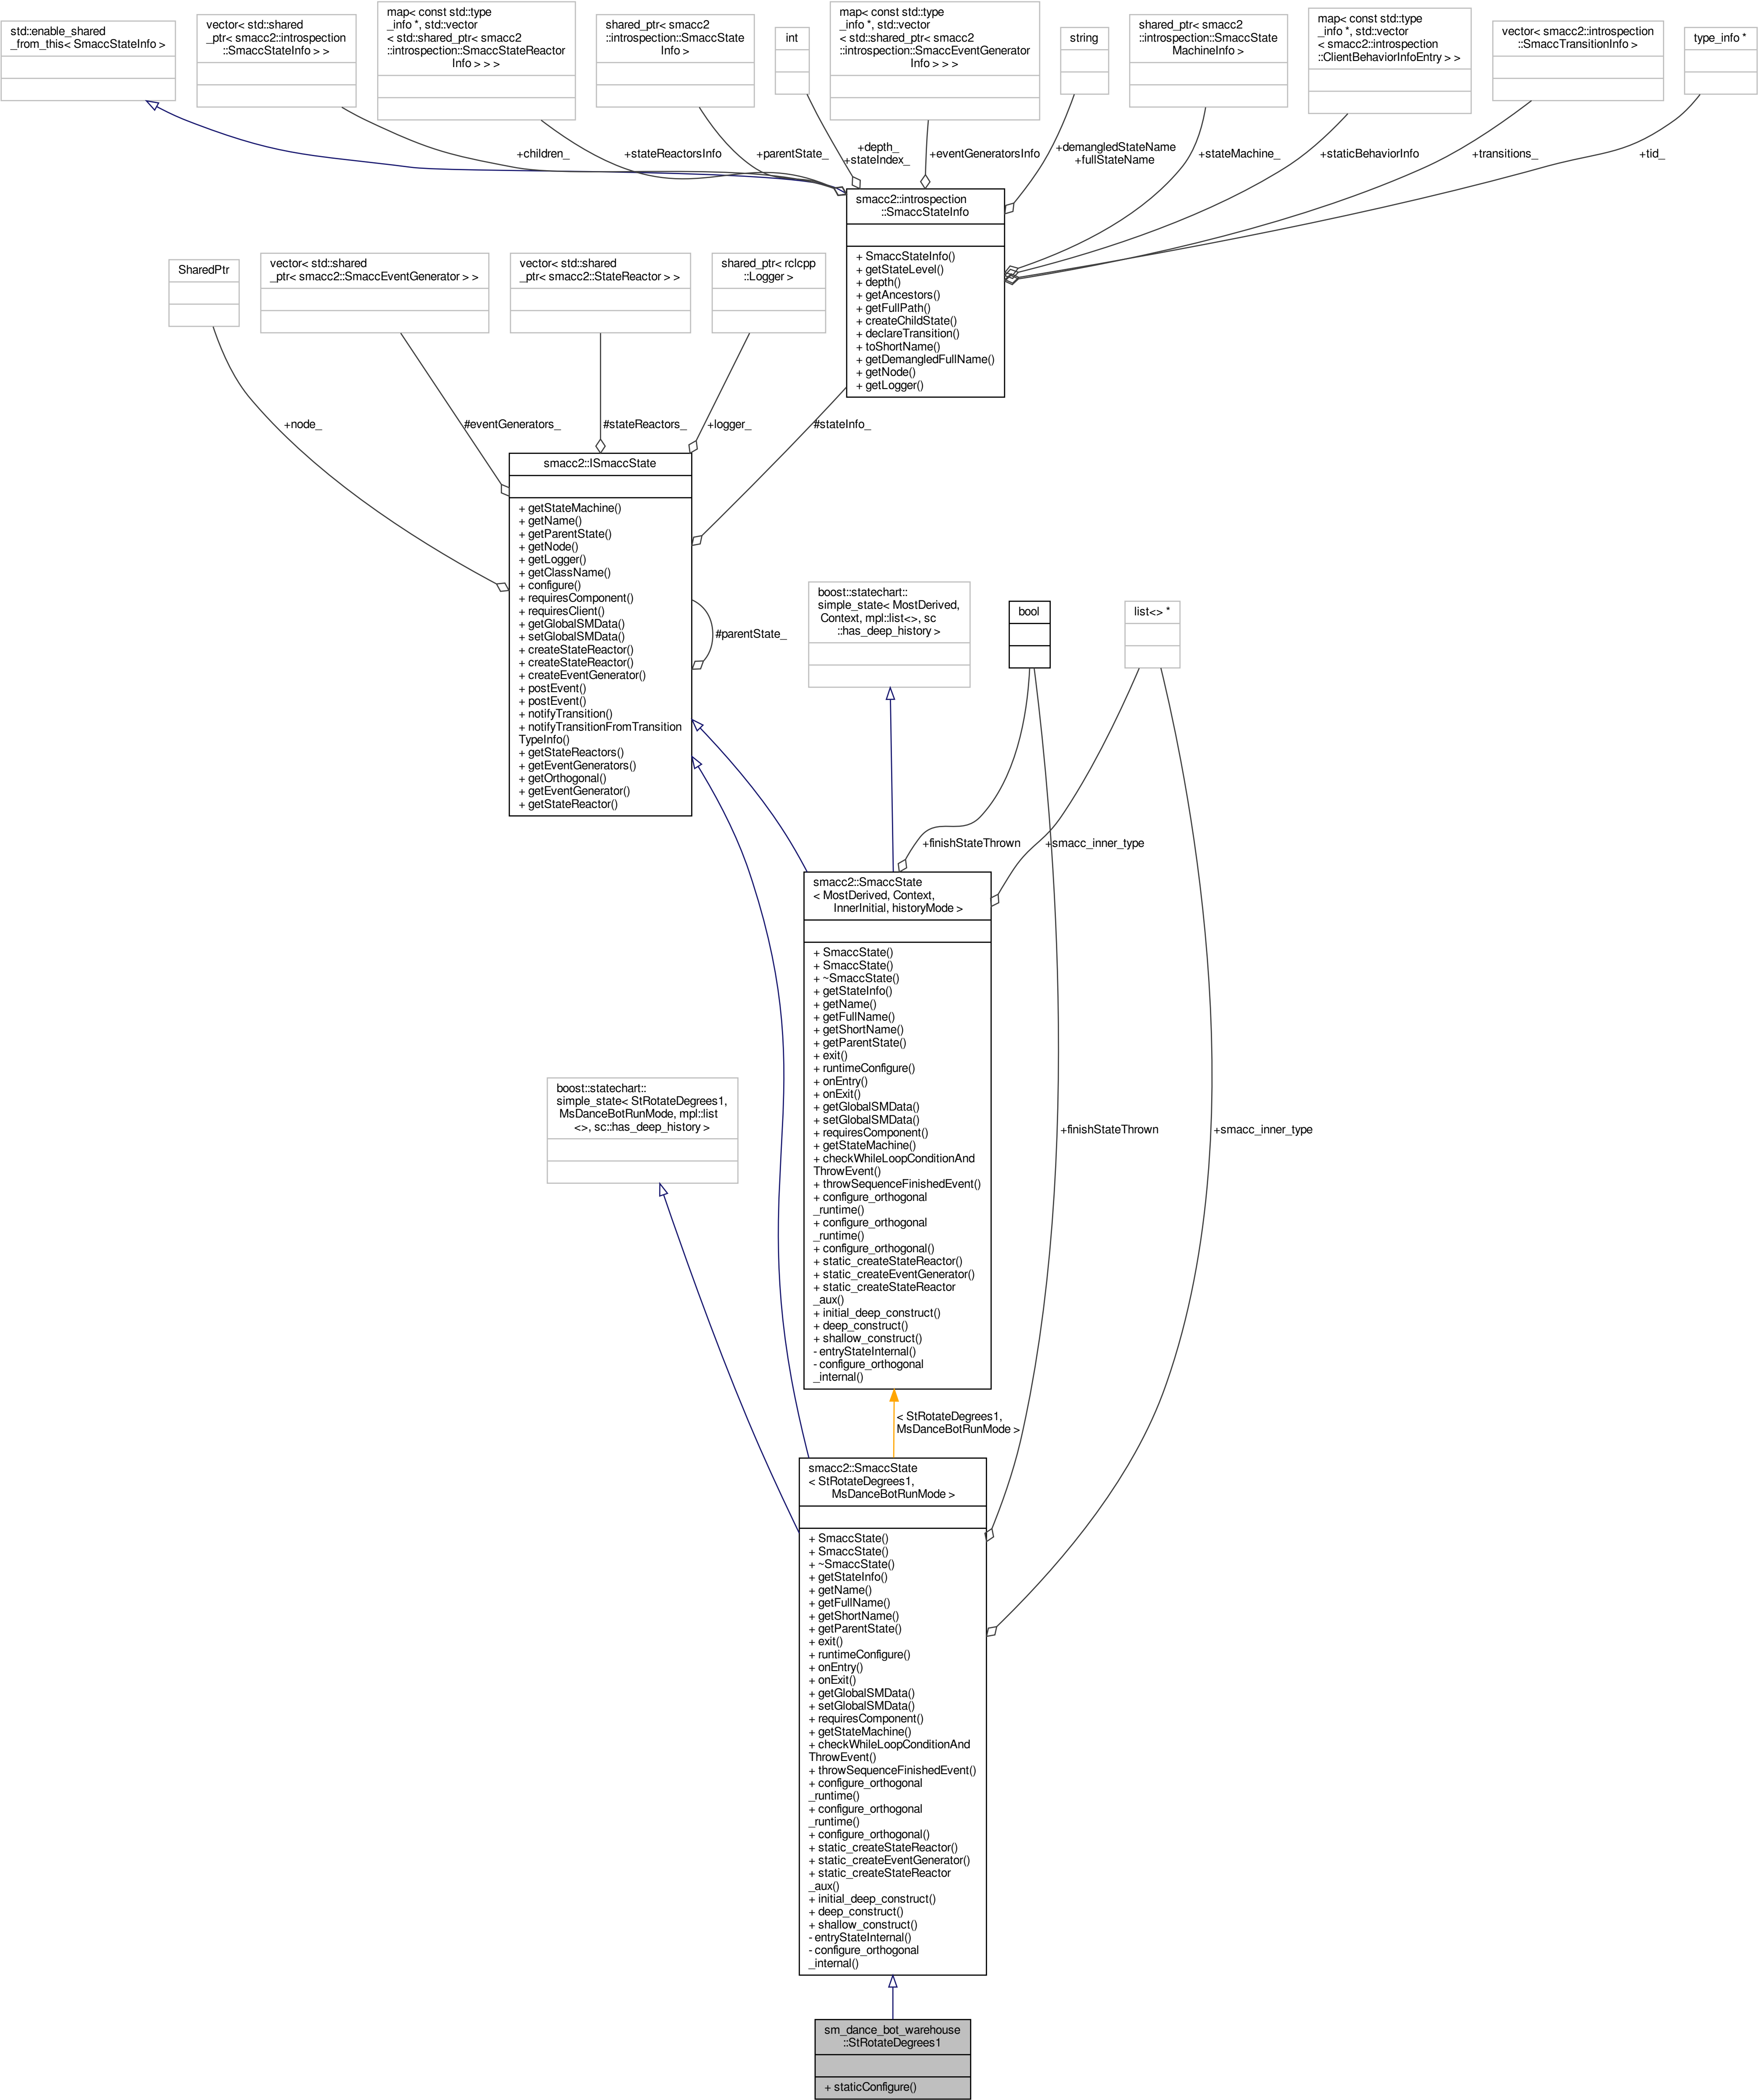 std::enable_shared
_from_this< SmaccStateInfo >
vector< std::shared
_ptr< smacc2::introspection
::SmaccStateInfo > >
map< const std::type
_info *, std::vector
< std::shared_ptr< smacc2
::introspection::SmaccStateReactor
Info > > >
shared_ptr< smacc2
::introspection::SmaccState
Info >
int
map< const std::type
_info *, std::vector
< std::shared_ptr< smacc2
::introspection::SmaccEventGenerator
Info > > >
string
shared_ptr< smacc2
::introspection::SmaccState
MachineInfo >
map< const std::type
_info *, std::vector
< smacc2::introspection
::ClientBehaviorInfoEntry > >
vector< smacc2::introspection
::SmaccTransitionInfo >
type_info *
+children_
+stateReactorsInfo
+parentState_
+depth_
+stateIndex_
+eventGeneratorsInfo
+demangledStateName
+fullStateName
+stateMachine_
+staticBehaviorInfo
+transitions_
+tid_
smacc2::introspection
::SmaccStateInfo
+ SmaccStateInfo()
+ getStateLevel()
+ depth()
+ getAncestors()
+ getFullPath()
+ createChildState()
+ declareTransition()
+ toShortName()
+ getDemangledFullName()
+ getNode()
+ getLogger()
SharedPtr
vector< std::shared
_ptr< smacc2::SmaccEventGenerator > >
vector< std::shared
_ptr< smacc2::StateReactor > >
shared_ptr< rclcpp
::Logger >
+node_
#eventGenerators_
#stateReactors_
+logger_
#stateInfo_
smacc2::ISmaccState
+ getStateMachine()
+ getName()
+ getParentState()
+ getNode()
+ getLogger()
+ getClassName()
+ configure()
+ requiresComponent()
+ requiresClient()
+ getGlobalSMData()
+ setGlobalSMData()
+ createStateReactor()
+ createStateReactor()
+ createEventGenerator()
+ postEvent()
+ postEvent()
+ notifyTransition()
+ notifyTransitionFromTransition
TypeInfo()
+ getStateReactors()
+ getEventGenerators()
+ getOrthogonal()
+ getEventGenerator()
+ getStateReactor()
#parentState_
boost::statechart::
simple_state< MostDerived,
Context, mpl::list<>, sc
::has_deep_history >
bool
list<> *
+finishStateThrown
+smacc_inner_type
smacc2::SmaccState
< MostDerived, Context,
InnerInitial, historyMode >
+ SmaccState()
+ SmaccState()
+ ~SmaccState()
+ getStateInfo()
+ getName()
+ getFullName()
+ getShortName()
+ getParentState()
+ exit()
+ runtimeConfigure()
+ onEntry()
+ onExit()
+ getGlobalSMData()
+ setGlobalSMData()
+ requiresComponent()
+ getStateMachine()
+ checkWhileLoopConditionAnd
ThrowEvent()
+ throwSequenceFinishedEvent()
+ configure_orthogonal
_runtime()
+ configure_orthogonal
_runtime()
+ configure_orthogonal()
+ static_createStateReactor()
+ static_createEventGenerator()
+ static_createStateReactor
_aux()
+ initial_deep_construct()
+ deep_construct()
+ shallow_construct()
- entryStateInternal()
- configure_orthogonal
_internal()
boost::statechart::
simple_state< StRotateDegrees1,
MsDanceBotRunMode, mpl::list
<>, sc::has_deep_history >
+finishStateThrown
+smacc_inner_type
< StRotateDegrees1,
MsDanceBotRunMode >
smacc2::SmaccState
< StRotateDegrees1,
MsDanceBotRunMode >
+ SmaccState()
+ SmaccState()
+ ~SmaccState()
+ getStateInfo()
+ getName()
+ getFullName()
+ getShortName()
+ getParentState()
+ exit()
+ runtimeConfigure()
+ onEntry()
+ onExit()
+ getGlobalSMData()
+ setGlobalSMData()
+ requiresComponent()
+ getStateMachine()
+ checkWhileLoopConditionAnd
ThrowEvent()
+ throwSequenceFinishedEvent()
+ configure_orthogonal
_runtime()
+ configure_orthogonal
_runtime()
+ configure_orthogonal()
+ static_createStateReactor()
+ static_createEventGenerator()
+ static_createStateReactor
_aux()
+ initial_deep_construct()
+ deep_construct()
+ shallow_construct()
- entryStateInternal()
- configure_orthogonal
_internal()
sm_dance_bot_warehouse
::StRotateDegrees1
+ staticConfigure()